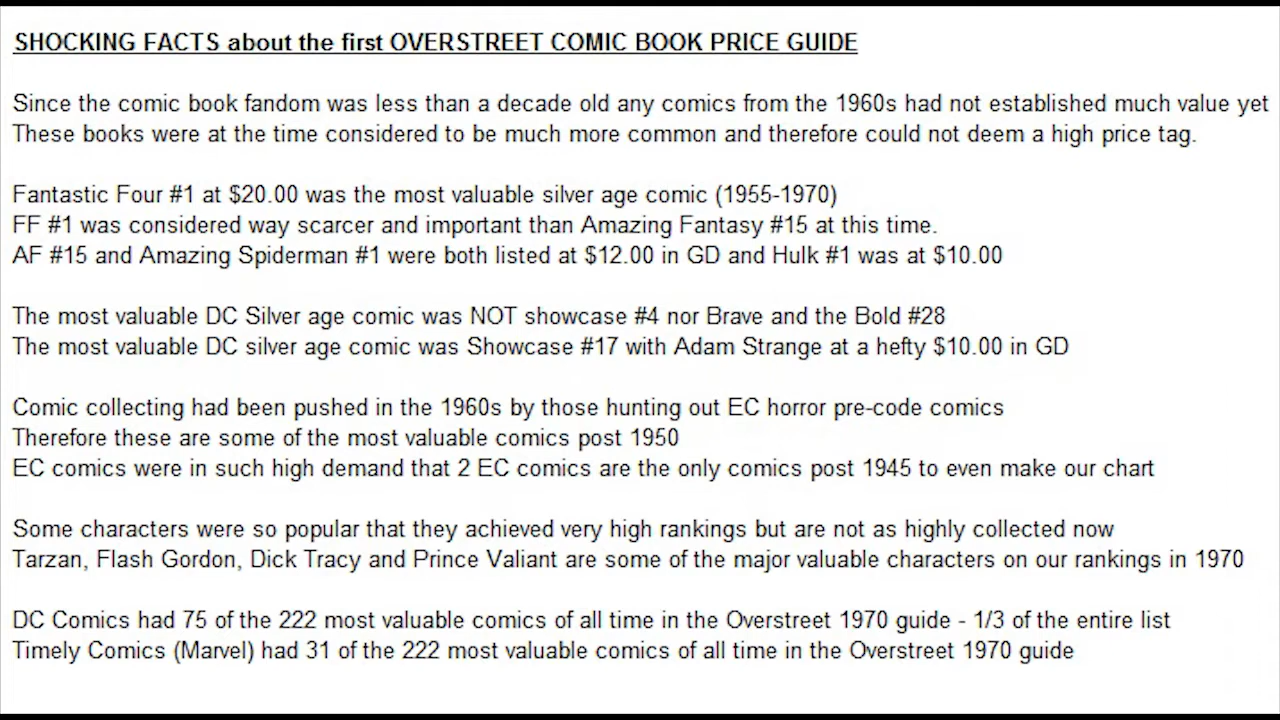 SHOCKING FACTS about the first OVERSTREET COMIC BOOK PRICE GUIDE
Since the comic book fandom was less than a decade old any comics from the 1960s had not established much value yet
These books were at the time considered to be much more common and therefore could not deem a high price tag.
Fantastic Four #1 at $20.00 was the most valuable silver age comic (1955-1970)
FF #1 was considered way scarcer and important than Amazing Fantasy #15 at this time.
AF #15 and Amazing Spiderman #1 were both listed at $12.00 in GD and Hulk #1 was at $10.00
The most valuable DC Silver age comic was NOT showcase #4 nor Brave and the Bold #28
The most valuable DC silver age comic was Showcase #17 with Adam Strange at a hefty $10.00 in GD
Comic collecting had been pushed in the 1960s by those hunting out EC horror pre-code comics
Therefore these are some of the most valuable comics post 1950
EC comics were in such high demand that 2 EC comics are the only comics post 1945 to even make our chart
Some characters were so popular that they achieved very high rankings but are not as highly collected now
Tarzan, Flash Gordon, Dick Tracy and Prince Valiant are some of the major valuable characters on our rankings in 1970
DC Comics had 75 of the 222 most valuable comics of all time in the Overstreet 1970 guide - 1/3 of the entire list
Timely Comics (Marvel) had 31 of the 222 most valuable comics of all time in the Overstreet 1970 guide